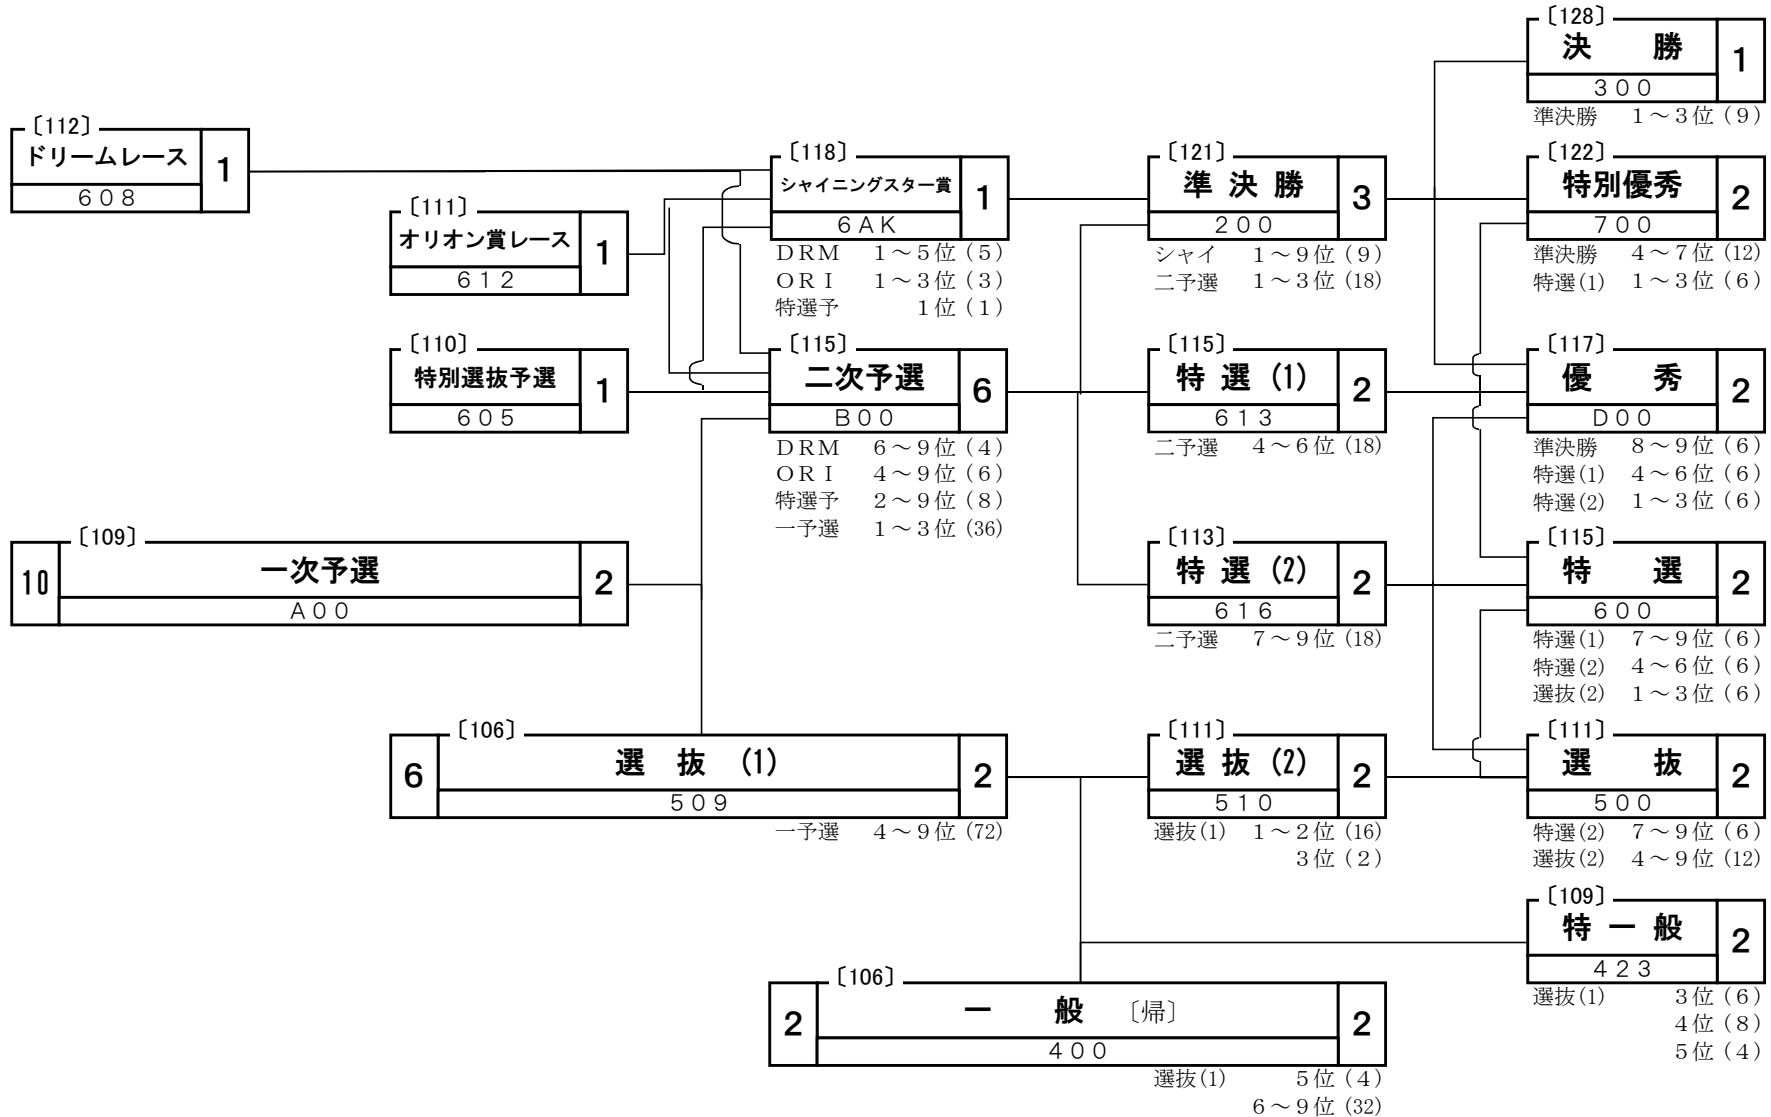 〔112〕
ドリームレース
1
６０８
〔111〕
オリオン賞レース
1
６１２
〔110〕
特別選抜予選
1
６０５
〔109〕
10
一次予選
2
Ａ００
〔106〕
6
選　抜　(1)
2
５０９
一予選　４～９位 (72)
〔118〕
シャイニングスター賞
1
６ＡＫ
ＤＲＭ　１～５位 (５)
ＯＲＩ　１～３位 (３)
特選予　１位 (１)
〔115〕
二次予選
6
Ｂ００
ＤＲＭ　６～９位 (４)
ＯＲＩ　４～９位 (６)
特選予　２～９位 (８)
一予選　１～３位 (36)
〔106〕
2
一　般　〔帰〕
2
４００
選抜(1)　５位 (４)
６～９位 (32)
〔121〕
準 決 勝
3
２００
シャイ　１～９位 (９)
二予選　１～３位 (18)
〔115〕
特 選 (1)
2
６１３
二予選　４～６位 (18)
〔113〕
特 選 (2)
2
６１６
二予選　７～９位 (18)
〔111〕
選 抜 (2)
2
５１０
選抜(1)　１～２位 (16)
３位 (２)
〔128〕
決　勝
1
３００
準決勝　１～３位 (９)
〔122〕
特別優秀
2
７００
準決勝　４～７位 (12)
特選(1)　１～３位 (６)
〔117〕
優　秀
2
Ｄ００
準決勝　８～９位 (６)
特選(1)　４～６位 (６)
特選(2)　１～３位 (６)
〔115〕
特　選
2
６００
特選(1)　７～９位 (６)
特選(2)　４～６位 (６)
選抜(2)　１～３位 (６)
〔111〕
選　抜
2
５００
特選(2)　７～９位 (６)
選抜(2)　４～９位 (12)
〔109〕
特 一 般
2
４２３
選抜(1)　３位 (６)
４位 (８)
５位 (４)